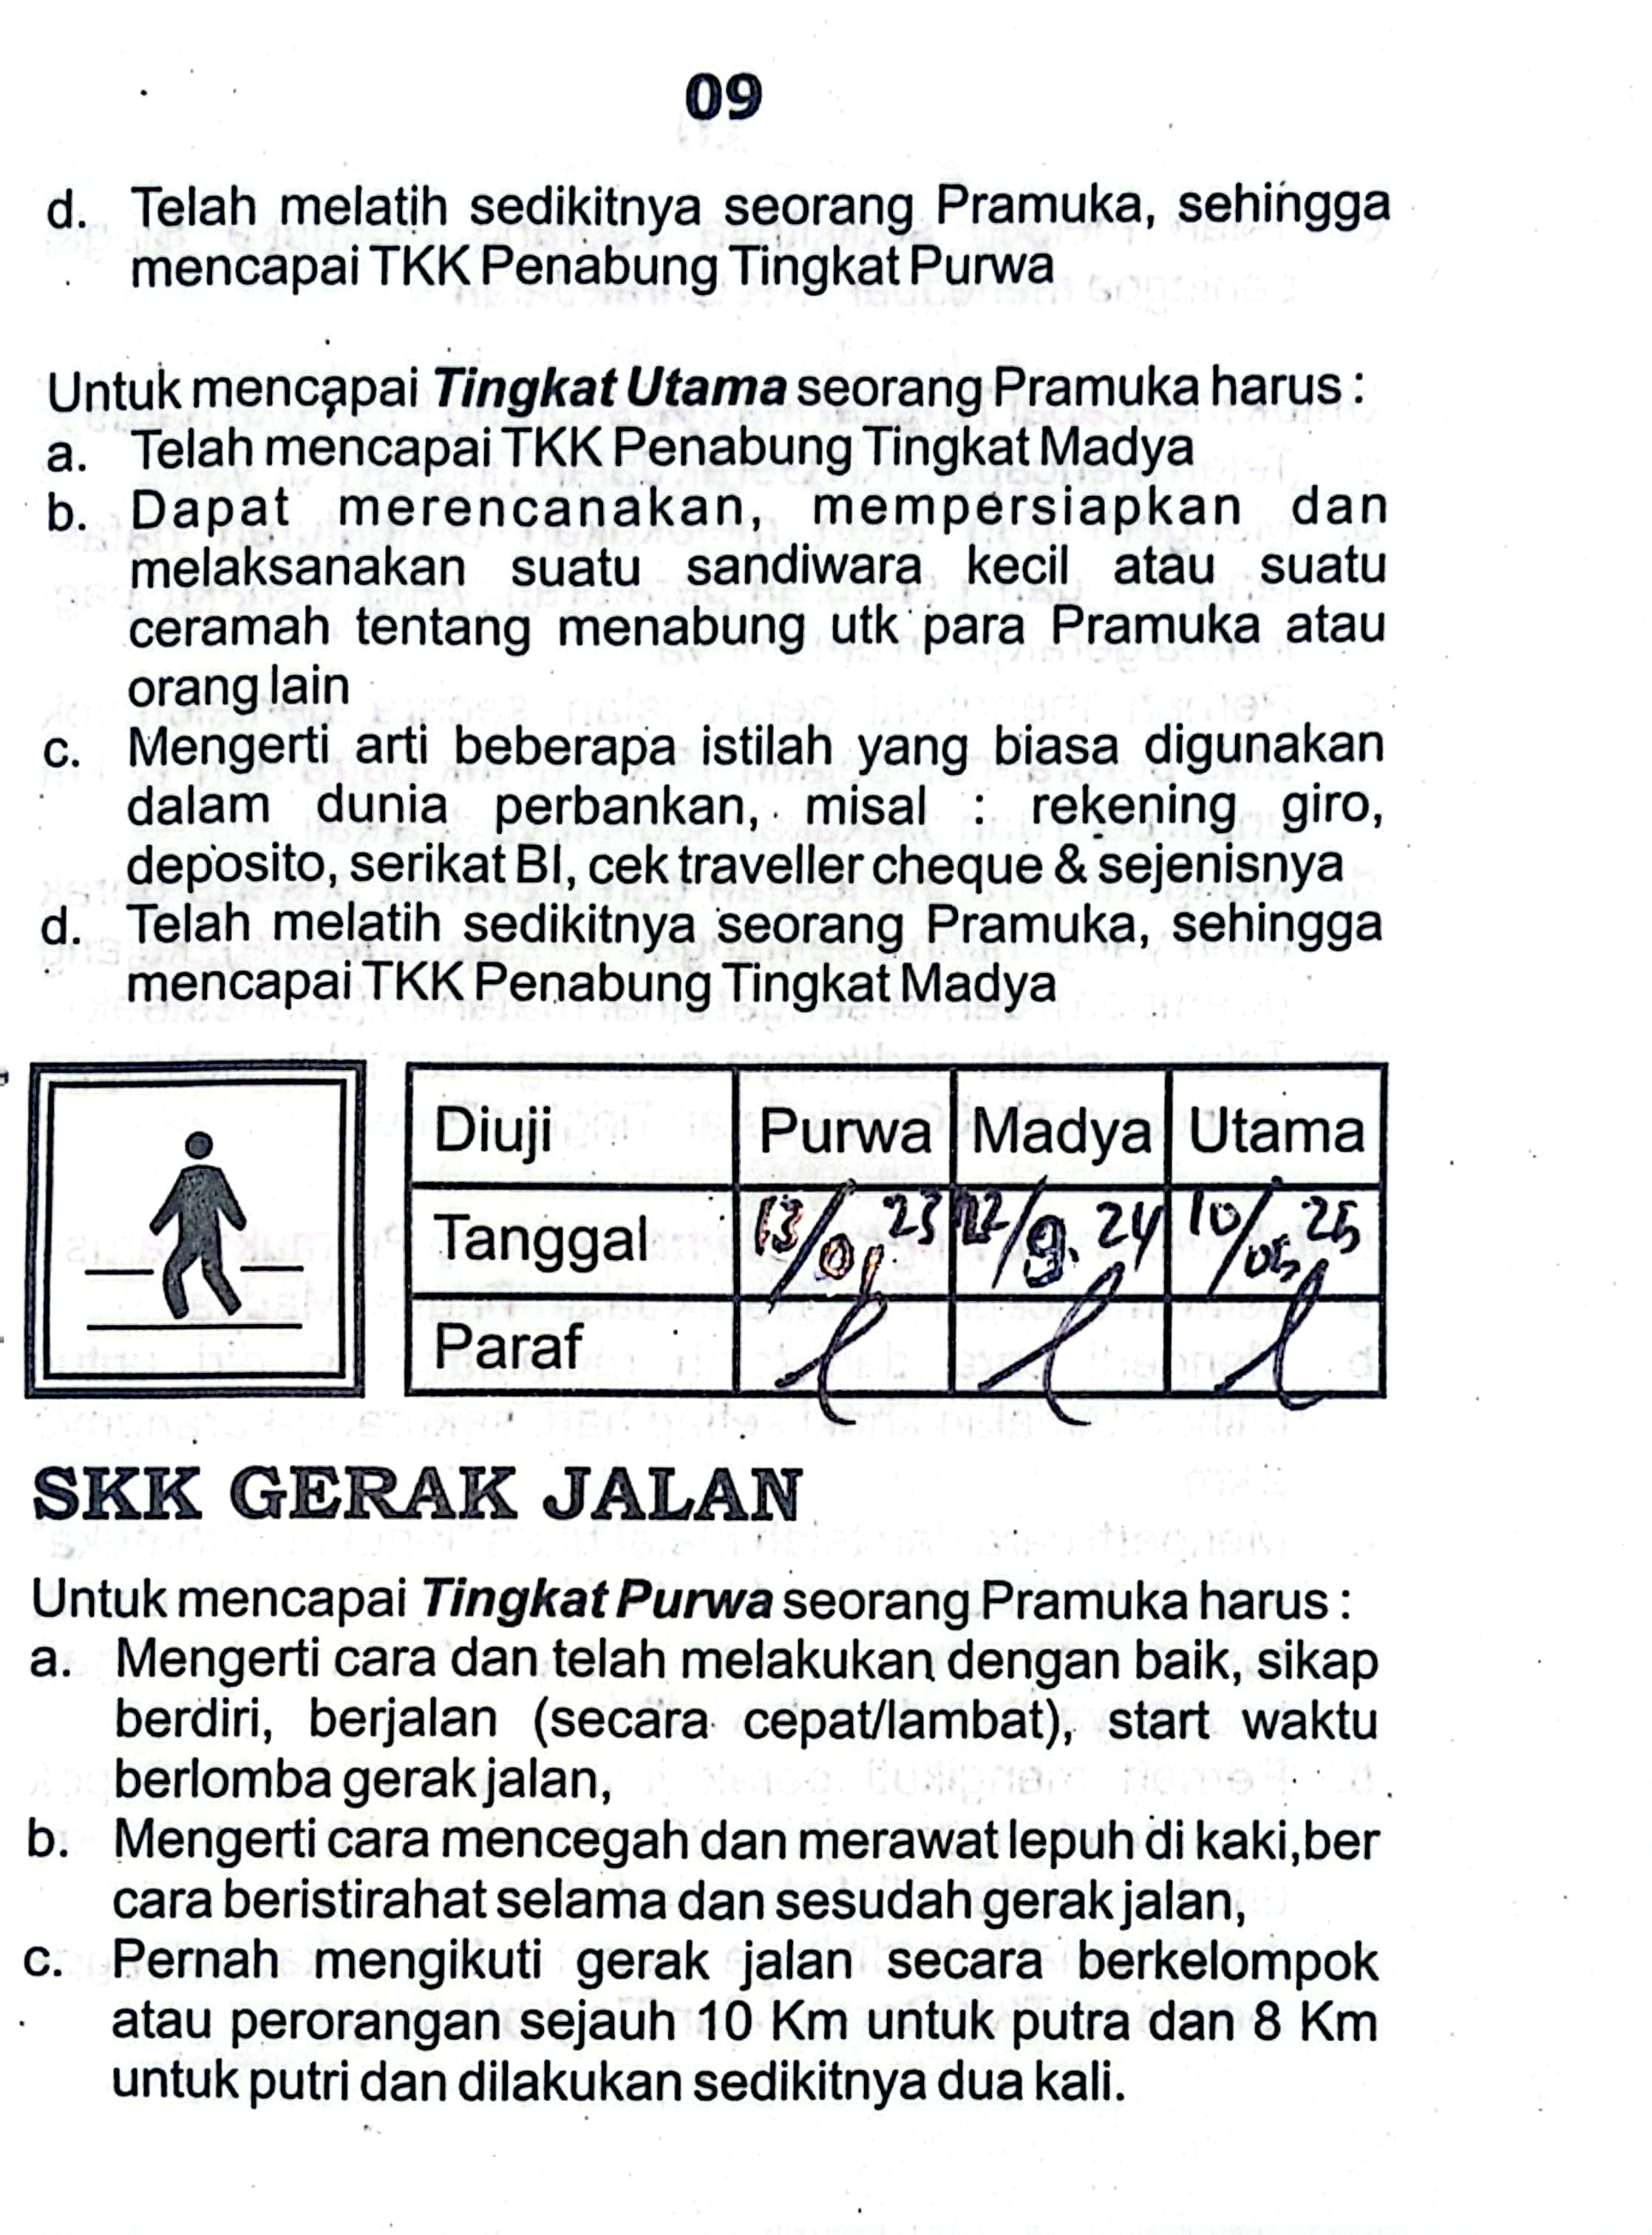 09
d. Telah melatih sedikitnya seorang Pramuka, sehingga
mencapai TKK Penabung Tingkat Purwa
Untuk mencapai Tingkat Utama seorang Pramuka harus :
a. Telah mencapai TKK Penabung Tingkat Madya
b. Dapat merencanakan, mempersiapkan dan
melaksanakan suatu sandiwara kecil atau suatu
ceramah tentang menabung utk para Pramuka atau
orang lain
c. Mengerti arti beberapa istilah yang biasa digunakan
dalam dunia perbankan, misal : rekening giro,
deposito, serikat BI, cek traveller cheque & sejenisnya
d. Telah melatih sedikitnya seorang Pramuka, sehingga
mencapai TKK Penabung Tingkat Madya
Diuji Purwa Madya Utama
Tanggal 13/01 23 22/9. 24 10/05 25
Paraf
SKK GERAK JALAN
Untuk mencapai Tingkat Purwa seorang Pramuka harus :
a. Mengerti cara dan telah melakukan dengan baik, sikap
berdiri, berjalan (secara cepat/lambat), start waktu
berlomba gerak jalan,
b. Mengerti cara mencegah dan merawat lepuh di kaki,ber
cara beristirahat selama dan sesudah gerak jalan,
c. Pernah mengikuti gerak jalan secara berkelompok
atau perorangan sejauh 10 Km untuk putra dan 8 Km
untuk putri dan dilakukan sedikitnya dua kali.